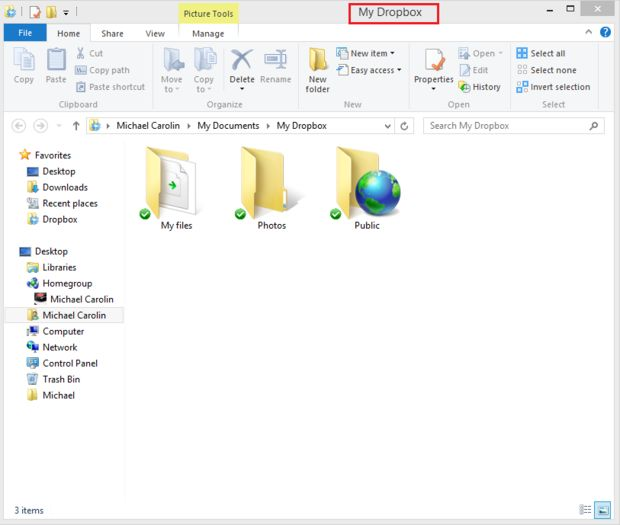 Picture Tools
My Dropbox
File
Home
Share
View
Manage
Copy
Paste
Cut
Copy path
Paste shortcut
Clipboard
Move to
Copy to
Delete
Rename
Organize
New folder
New item
Easy access
New
Properties
Open
Edit
History
Open
Select all
Select none
Invert selection
Select
Michael Carolin
My Documents
My Dropbox
Search My Dropbox
Favorites
Desktop
Downloads
Recent places
Dropbox
Desktop
Libraries
Homegroup
Michael Carolin
Michael Carolin
Computer
Network
Control Panel
Trash Bin
Michael
My files
Photos
Public
3 items